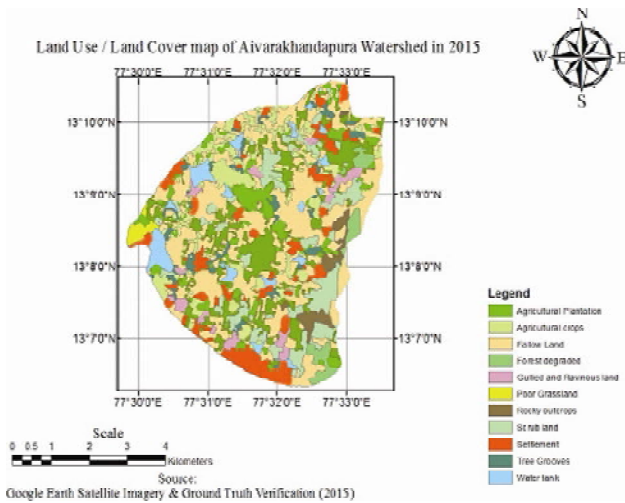 Land Use / Land Cover map of Aivarakhandapura Watershed in 2015
N
W E
S
77°30'0"E 77°31'0"E 77°32'0"E 77°33'0"E
13°10'0"N 13°10'0"N
13°9'0"N 13°9'0"N
13°8'0"N 13°8'0"N
13°7'0"N 13°7'0"N
77°30'0"E 77°31'0"E 77°32'0"E 77°33'0"E
Legend
Agricultural Plantation
Agricultural crops
Fallow Land
Forest degraded
Gullied and Ravinous land
Poor Grassland
Rocky outcrops
Scrub land
Settlement
Tree Grooves
Water tank
Scale
0 0.5 1 2 3 4
Kilometers
Source:
Google Earth Satellite Imagery & Ground Truth Verification (2015)